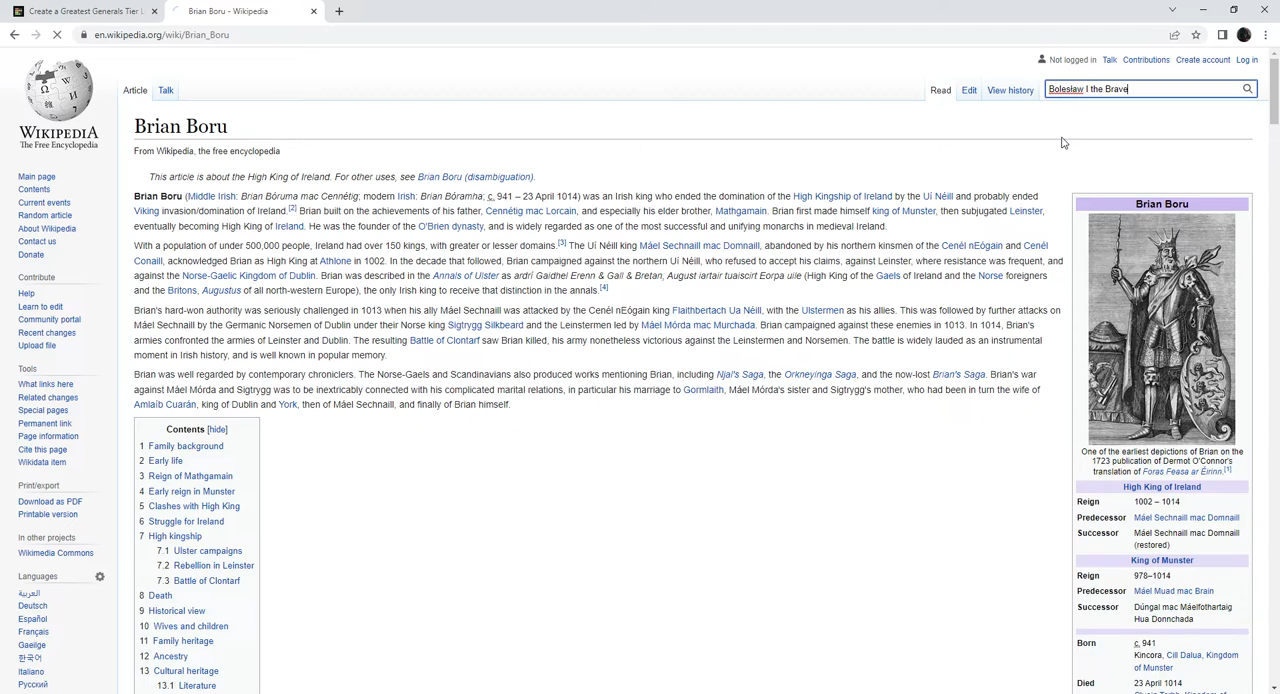 Create a Greatest Generals Tier L
Brian Boru - Wikipedia
en.wikipedia.org/wiki/Brian_Boru
Not logged in Talk Contributions Create account Log in
Article Talk Read Edit View history Bolesław I the Brave
WIKIPEDIA
The Free Encyclopedia
Main page
Contents
Current events
Random article
About Wikipedia
Contact us
Donate
Contribute
Help
Learn to edit
Community portal
Recent changes
Upload file
Tools
What links here
Related changes
Special pages
Permanent link
Page information
Cite this page
Wikidata item
Print/export
Download as PDF
Printable version
In other projects
Wikimedia Commons
Languages
العربية
Deutsch
Español
Français
Gaeilge
한국어
Italiano
Русский
Brian Boru
From Wikipedia, the free encyclopedia
This article is about the High King of Ireland. For other uses, see Brian Boru (disambiguation).
Brian Boru (Middle Irish: Brian Bóruma mac Cennétig; modern Irish: Brian Bóramha; c. 941 – 23 April 1014) was an Irish king who ended the domination of the High Kingship of Ireland by the Uí Néill and probably ended
Viking invasion/domination of Ireland.[2] Brian built on the achievements of his father, Cennétig mac Lorcain, and especially his elder brother, Mathgamain. Brian first made himself king of Munster, then subjugated Leinster,
eventually becoming High King of Ireland. He was the founder of the O'Brien dynasty, and is widely regarded as one of the most successful and unifying monarchs in medieval Ireland.
With a population of under 500,000 people, Ireland had over 150 kings, with greater or lesser domains.[3] The Uí Néill king Máel Sechnaill mac Domnaill, abandoned by his northern kinsmen of the Cenél nEógain and Cenél
Conaill, acknowledged Brian as High King at Athlone in 1002. In the decade that followed, Brian campaigned against the northern Uí Néill, who refused to accept his claims, against Leinster, where resistance was frequent, and
against the Norse-Gaelic Kingdom of Dublin. Brian was described in the Annals of Ulster as ardrí Gaidhel Erenn & Gall & Bretan, August iartair tuaiscirt Eorpa uile (High King of the Gaels of Ireland and the Norse foreigners
and the Britons, Augustus of all north-western Europe), the only Irish king to receive that distinction in the annals.[4]
Brian's hard-won authority was seriously challenged in 1013 when his ally Máel Sechnaill was attacked by the Cenél nEógain king Flaithbertach Ua Néill, with the Ulstermen as his allies. This was followed by further attacks on
Máel Sechnaill by the Germanic Norsemen of Dublin under their Norse king Sigtrygg Silkbeard and the Leinstermen led by Máel Mórda mac Murchada. Brian campaigned against these enemies in 1013. In 1014, Brian's
armies confronted the armies of Leinster and Dublin. The resulting Battle of Clontarf saw Brian killed, his army nonetheless victorious against the Leinstermen and Norsemen. The battle is widely lauded as an instrumental
moment in Irish history, and is well known in popular memory.
Brian was well regarded by contemporary chroniclers. The Norse-Gaels and Scandinavians also produced works mentioning Brian, including Njal's Saga, the Orkneyinga Saga, and the now-lost Brian's Saga. Brian's
war against Máel Mórda and Sigtrygg was to be inextricably connected with his complicated marital relations, in particular his marriage to Gormlaith, Máel Mórda's sister and Sigtrygg's mother, who had been in turn the wife of
Amlaíb Cuarán, king of Dublin and York, then of Máel Sechnaill, and finally of Brian himself.
Contents [hide]
1 Family background
2 Early life
3 Reign of Mathgamain
4 Early reign in Munster
5 Clashes with High King
6 Struggle for Ireland
7 High kingship
7.1 Ulster campaigns
7.2 Rebellion in Leinster
7.3 Battle of Clontarf
8 Death
9 Historical view
10 Wives and children
11 Family heritage
12 Ancestry
13 Cultural heritage
13.1 Literature
Brian Boru
One of the earliest depictions of Brian on the
1723 publication of Dermot O'Connor's
translation of Foras Feasa ar Éirinn.[1]
High King of Ireland
Reign 1002 – 1014
Predecessor Máel Sechnaill mac Domnaill
Successor Máel Sechnaill mac Domnaill
(restored)
King of Munster
Reign 978–1014
Predecessor Máel Muad mac Brain
Successor Dúngal mac Máelfothartaig
Hua Donnchada
Born c. 941
Kincora, Cill Dalua, Kingdom
of Munster
Died 23 April 1014